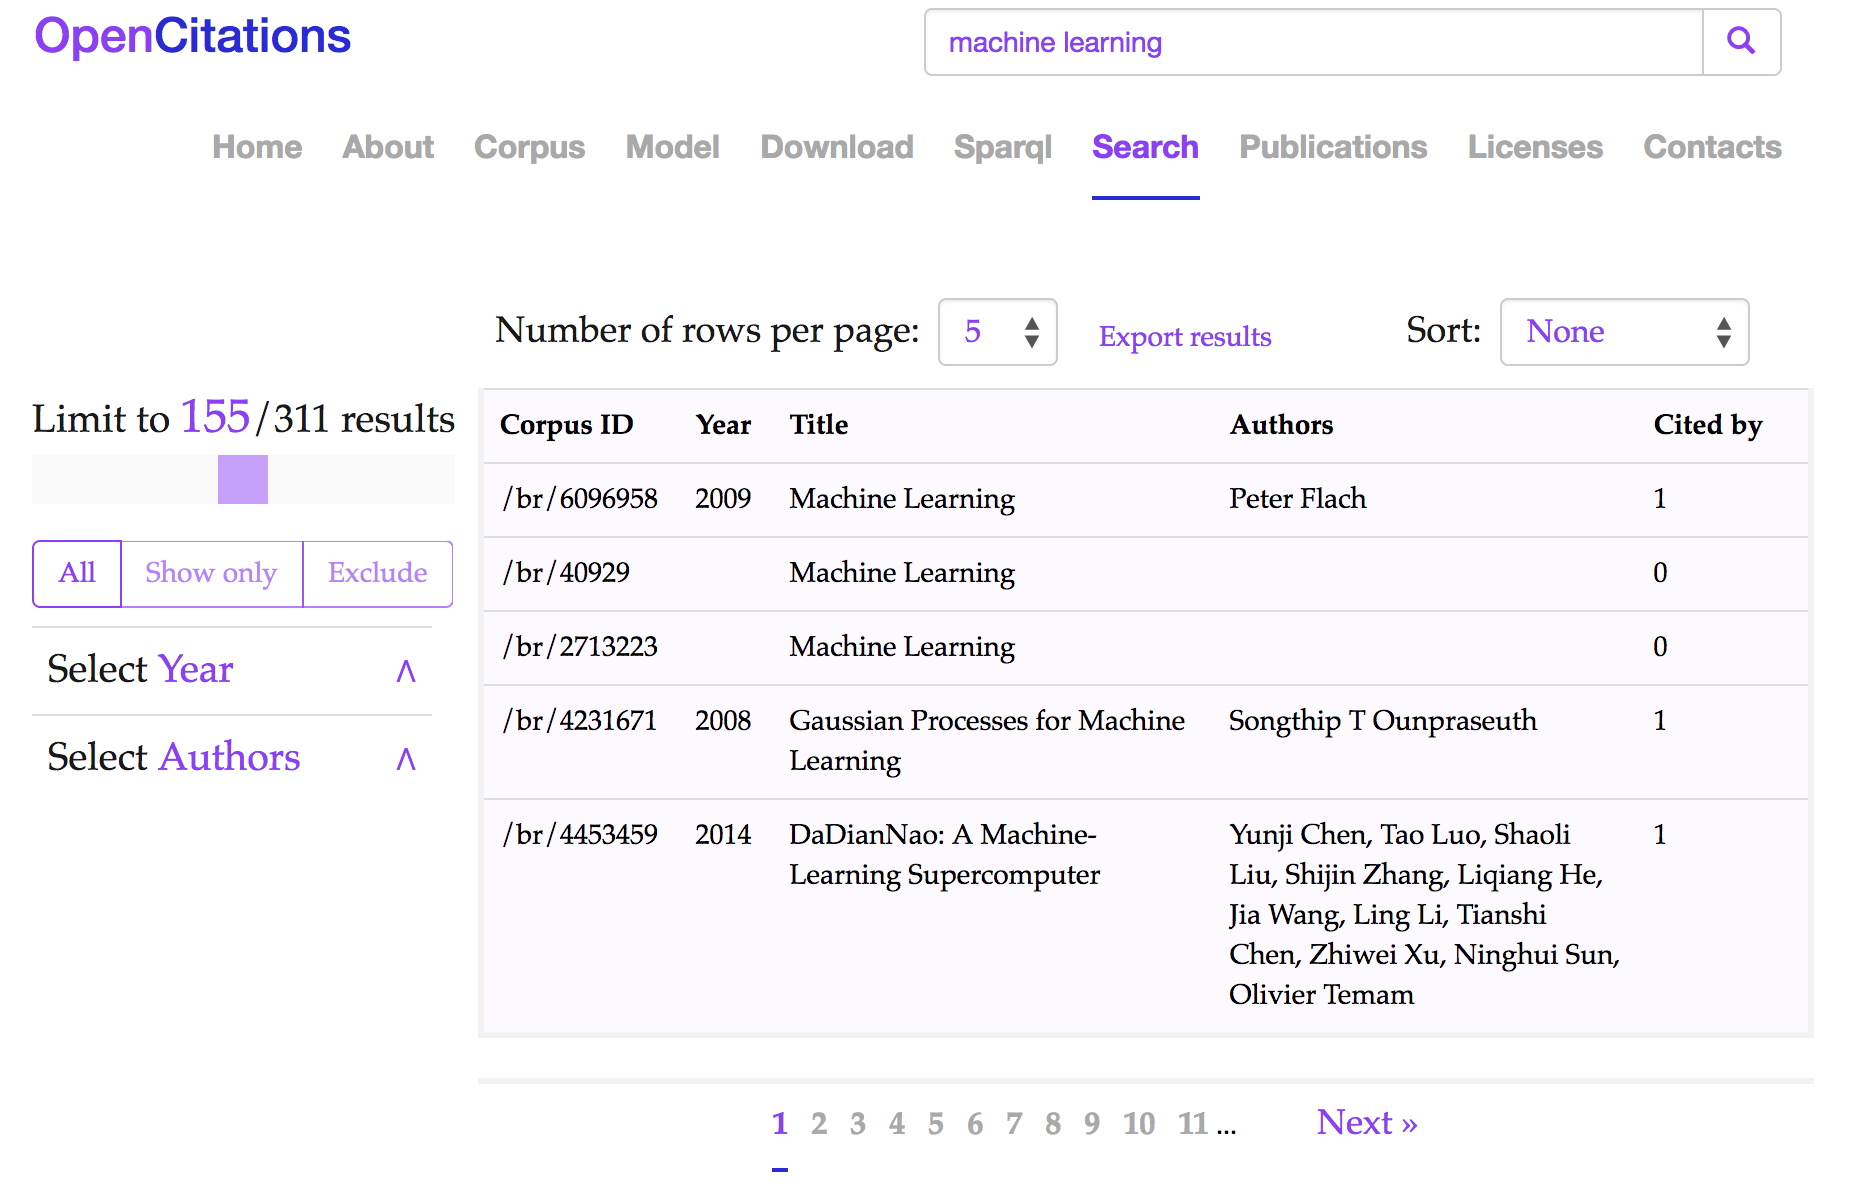 OpenCitations
machine learning
Home About Corpus Model Download Sparql Search Publications Licenses Contacts
Number of rows per page: 5 Export results Sort: None
Limit to 155/311 results
All Show only Exclude
Select Year
Select Authors
Corpus ID Year Title Authors Cited by
/br/6096958 2009 Machine Learning Peter Flach 1
/br/40929 Machine Learning 0
/br/2713223 Machine Learning 0
/br/4231671 2008 Gaussian Processes for Machine Songthip T Ounpraseuth 1
Learning
/br/4453459 2014 DaDianNao: A Machine- Yunji Chen, Tao Luo, Shaoli 1
Learning Supercomputer Liu, Shijin Zhang, Liqiang He,
Jia Wang, Ling Li, Tianshi
Chen, Zhiwei Xu, Ninghui Sun,
Olivier Temam
1 2 3 4 5 6 7 8 9 10 11 ... Next »